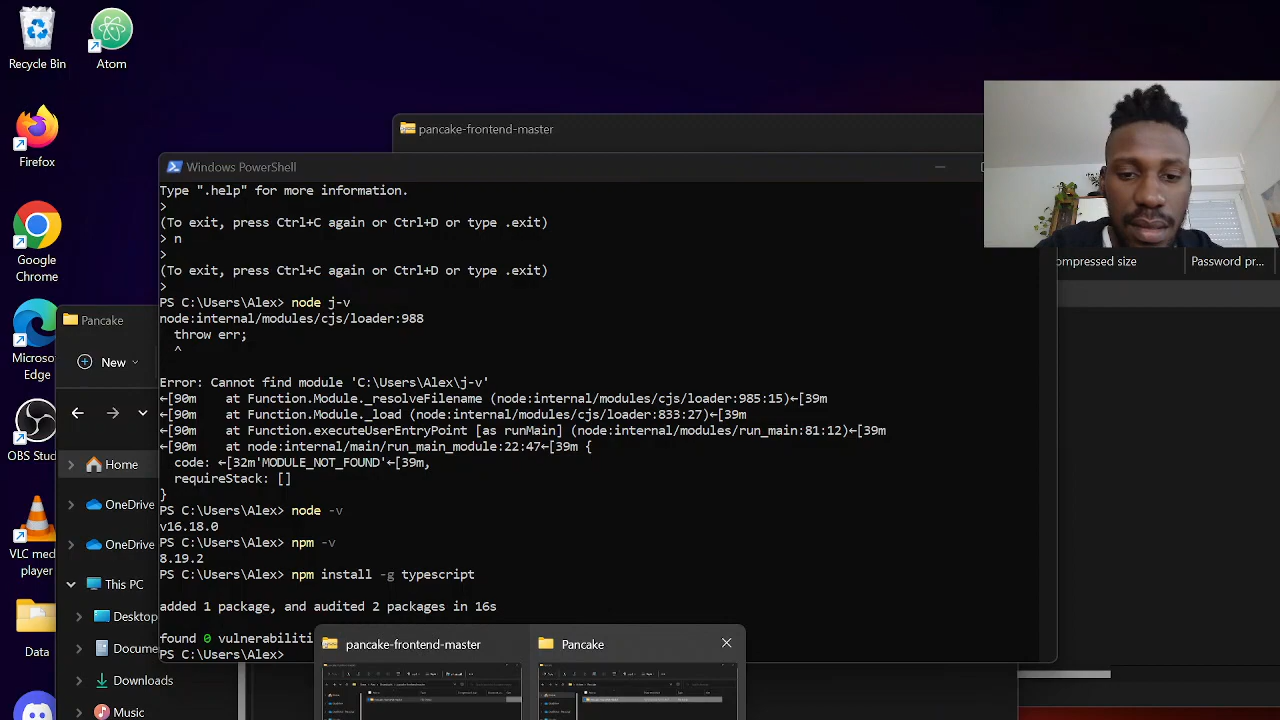 Recycle Bin
Atom
Firefox
Google
Chrome
Microso
Edge
OBS Stud
VLC med
player
Data
pancake-frontend-master
Windows PowerShell
Type ".help" for more information.
>
(To exit, press Ctrl+C again or Ctrl+D or type .exit)
> n
>
(To exit, press Ctrl+C again or Ctrl+D or type .exit)
>
PS C:\Users\Alex> node j-v
node:internal/modules/cjs/loader:988
throw err;
^
Error: Cannot find module 'C:\Users\Alex\j-v'
←[90m    at Function.Module._resolveFilename (node:internal/modules/cjs/loader:985:15)←[39m
←[90m    at Function.Module._load (node:internal/modules/cjs/loader:833:27)←[39m
←[90m    at Function.executeUserEntryPoint [as runMain] (node:internal/modules/run_main:81:12)←[39m
←[90m    at node:internal/main/run_main_module:22:47←[39m {
code: ←[32m'MODULE_NOT_FOUND'←[39m,
requireStack: []
}
PS C:\Users\Alex> node -v
v16.18.0
PS C:\Users\Alex> npm -v
8.19.2
PS C:\Users\Alex> npm install -g typescript
added 1 package, and audited 2 packages in 16s
found 0 vulnerabiliti
PS C:\Users\Alex>
ompressed size
Password pr...
Pancake
New
Home
OneDrive
OneDrive
This PC
Desktop
Docume
Downloads
Music
pancake-frontend-master
Pancake